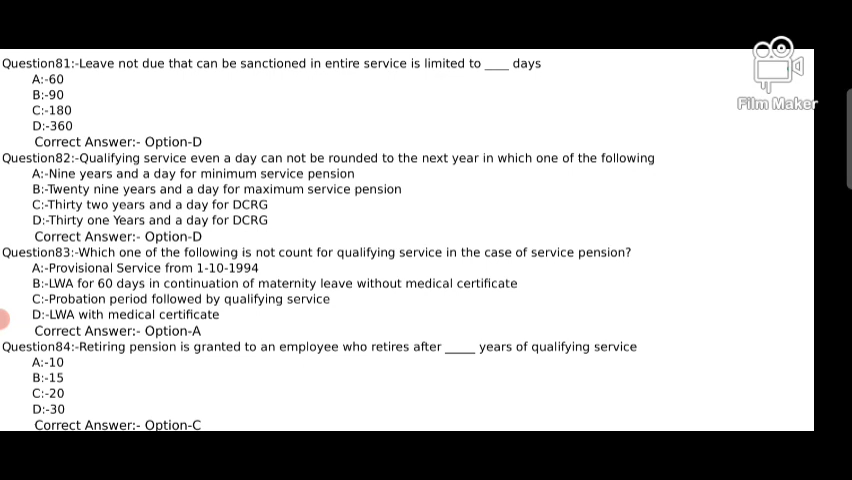 Film Maker
Question81:-Leave not due that can be sanctioned in entire service is limited to ____ days
A:-60
B:-90
C:-180
D:-360
Correct Answer:- Option-D
Question82:-Qualifying service even a day can not be rounded to the next year in which one of the following
A:-Nine years and a day for minimum service pension
B:-Twenty nine years and a day for maximum service pension
C:-Thirty two years and a day for DCRG
D:-Thirty one Years and a day for DCRG
Correct Answer:- Option-D
Question83:-Which one of the following is not count for qualifying service in the case of service pension?
A:-Provisional Service from 1-10-1994
B:-LWA for 60 days in continuation of maternity leave without medical certificate
C:-Probation period followed by qualifying service
D:-LWA with medical certificate
Correct Answer:- Option-A
Question84:-Retiring pension is granted to an employee who retires after _____ years of qualifying service
A:-10
B:-15
C:-20
D:-30
Correct Answer:- Option-C